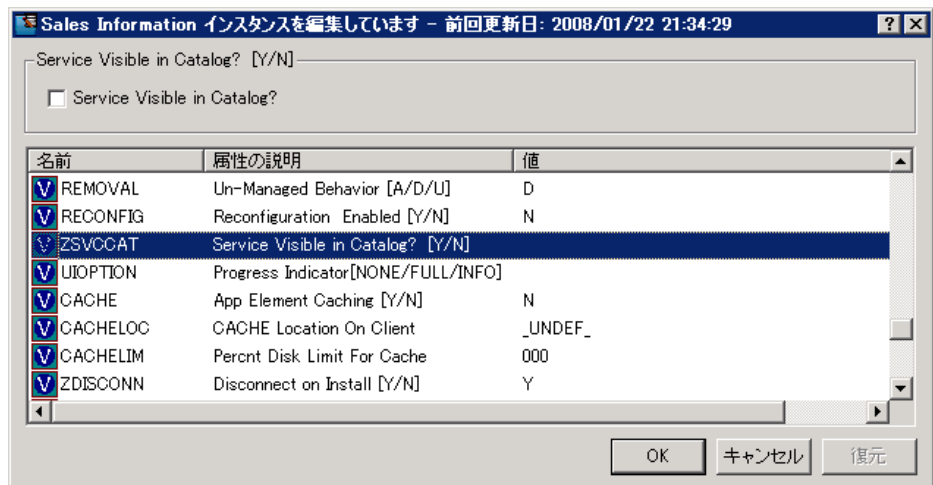 Sales Information インスタンスを編集しています - 前回更新日: 2008/01/22 21:34:29
Service Visible in Catalog? [Y/N]
Service Visible in Catalog?
名前 属性の説明 値
V REMOVAL Un-Managed Behavior [A/D/U] D
V RECONFIG Reconfiguration Enabled [Y/N] N
V ZSVCCAT Service Visible in Catalog? [Y/N]
V UIOPTION Progress Indicator[NONE/FULL/INFO]
V CACHE App Element Caching [Y/N] N
V CACHELOC CACHE Location On Client _UNDEF_
V CACHELIM Percnt Disk Limit For Cache 000
V ZDISCONN Disconnect on Install [Y/N] Y
OK キャンセル 復元